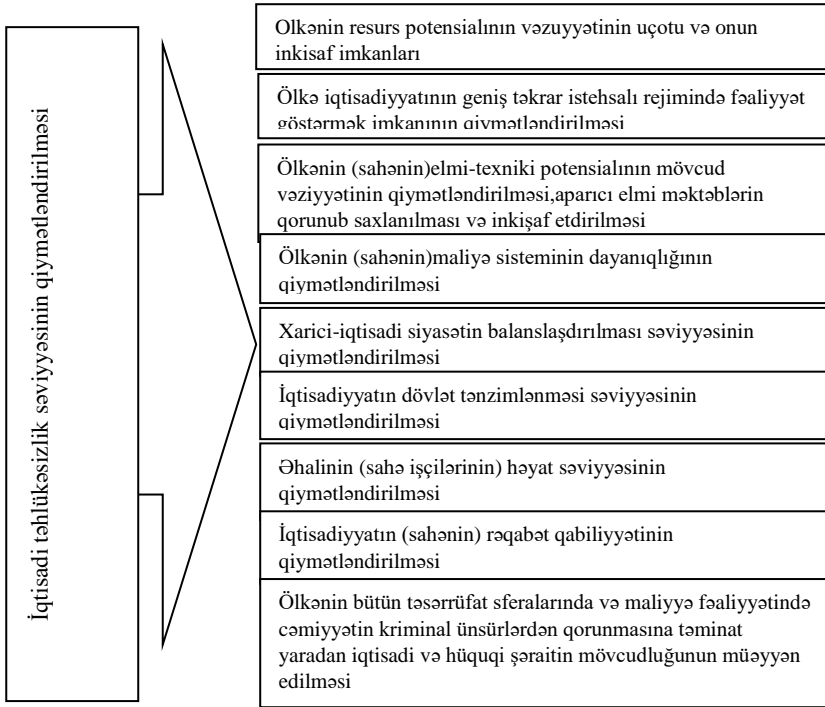 İqtisadi təhlükəsizlik səviyyəsinin qiymətləndirilməsi
Olkənin resurs potensialının vəzuyyətinin uçotu və onun
inkisaf imkanları
Ölkə iqtisadiyyatının geniş təkrar istehsalı rejimində fəaliyyət
göstərmək imkanının qiymətləndirilməsi
Ölkənin (sahənin)elmi-texniki potensialının mövcud
vəziyyətinin qiymətləndirilməsi,aparıcı elmi məktəblərin
qorunub saxlanılması və inkişaf etdirilməsi
Ölkənin (sahənin)maliyə sisteminin dayanıqlığının
qiymətləndirilməsi
Xarici-iqtisadi siyasətin balanslaşdırılması səviyyəsinin
qiymətləndirilməsi
İqtisadiyyatın dövlət tənzimlənməsi səviyyəsinin
qiymətləndirilməsi
Əhalinin (sahə işçilərinin) həyat səviyyəsinin
qiymətləndirilməsi
İqtisadiyyatın (sahənin) rəqabət qabiliyyətinin
qiymətləndirilməsi
Ölkənin bütün təsərrüfat sferalarında və maliyyə fəaliyyətində
cəmiyyətin kriminal ünsürlərdən qorunmasına təminat
yaradan iqtisadi və hüquqi şəraitin mövcudluğunun müəyyən
edilməsi